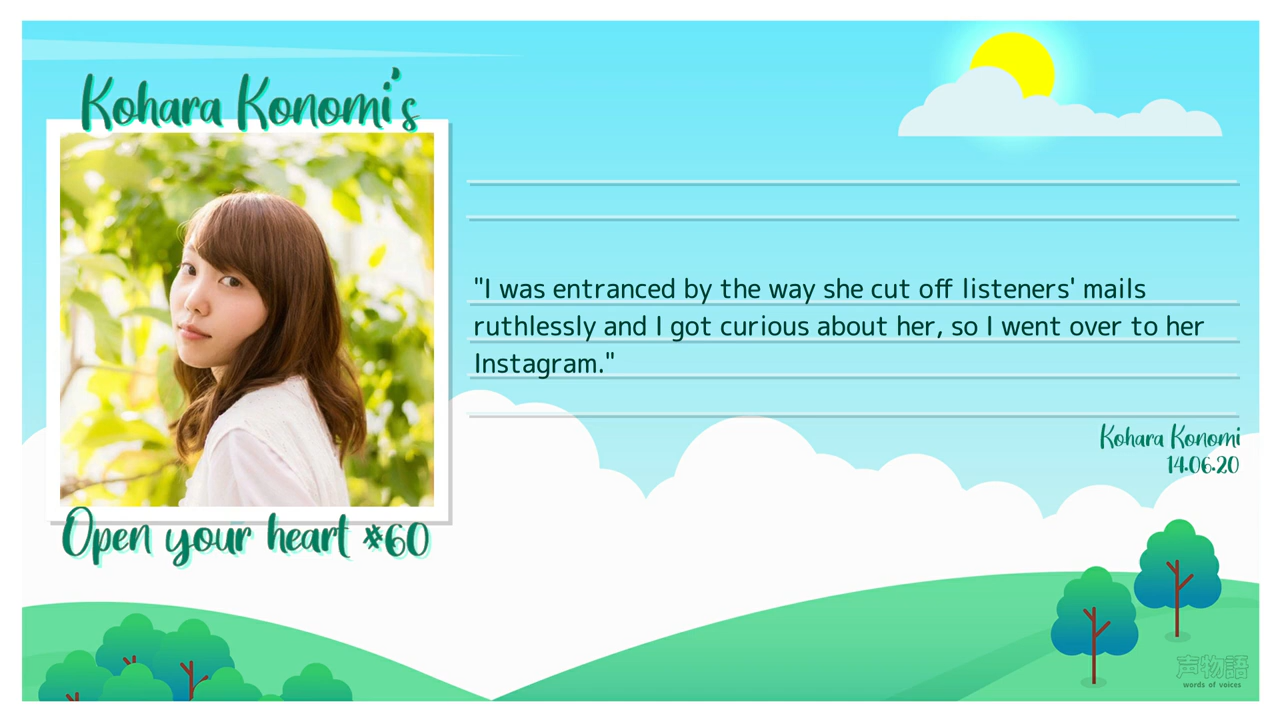 Kohara Konomi's
Open your heart #60
"I was entranced by the way she cut off listeners' mails
ruthlessly and I got curious about her, so I went over to her
Instagram."
Kohara Konomi
14.06.20
声物語
words of voices